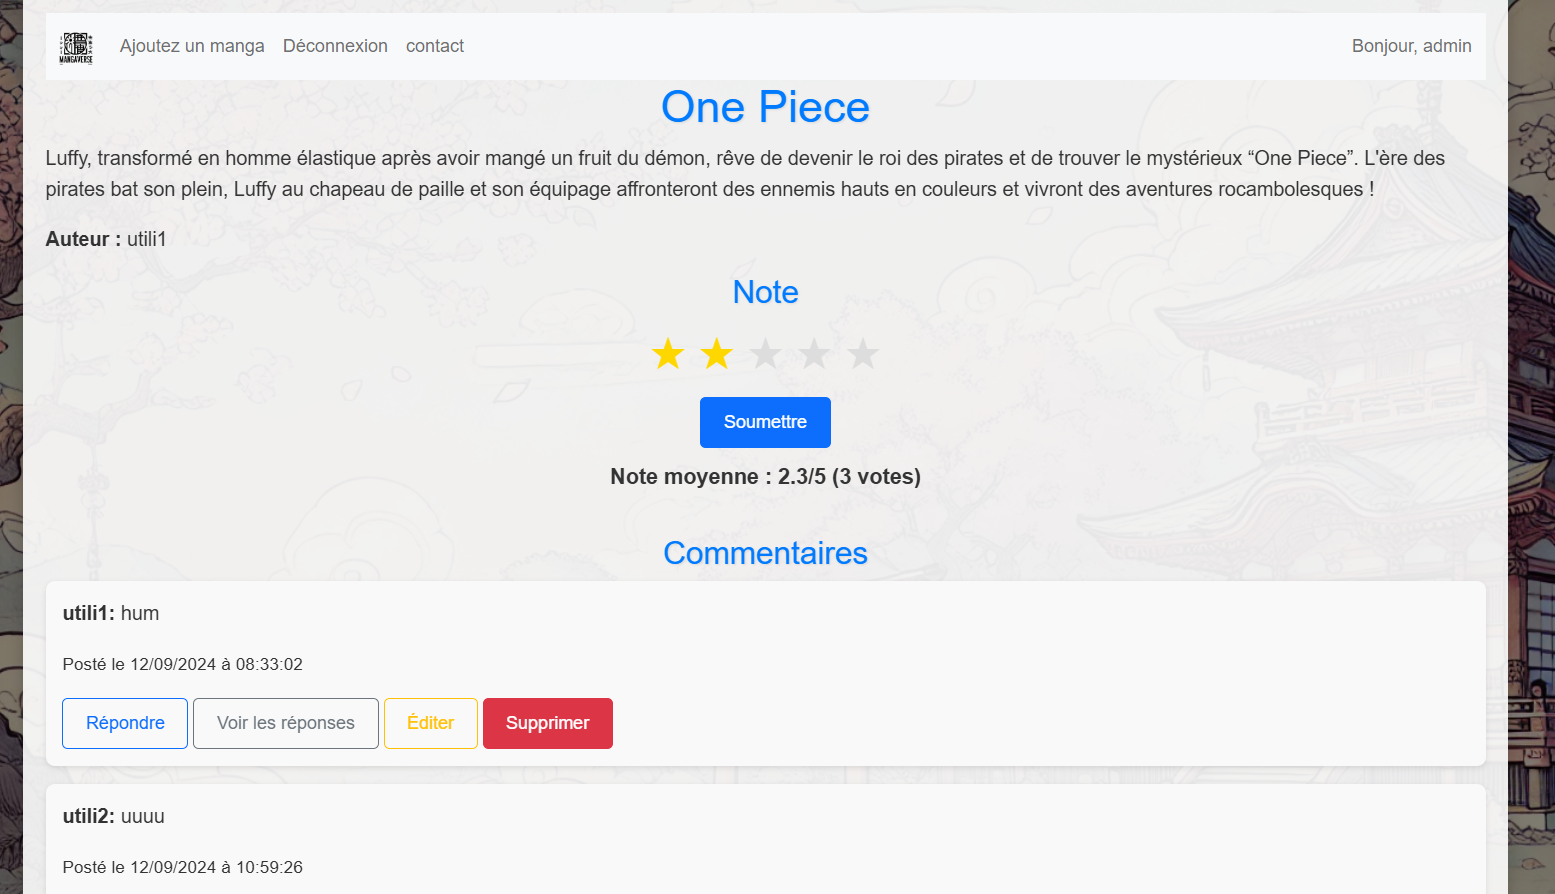 MANGAVERSE
Ajoutez un manga
Déconnexion
contact
Bonjour, admin
One Piece
Luffy, transformé en homme élastique après avoir mangé un fruit du démon, rêve de devenir le roi des pirates et de trouver le mystérieux “One Piece”. L'ère des
pirates bat son plein, Luffy au chapeau de paille et son équipage affronteront des ennemis hauts en couleurs et vivront des aventures rocambolesques !
Auteur : utili1
Note
Soumettre
Note moyenne : 2.3/5 (3 votes)
Commentaires
utili1: hum
Posté le 12/09/2024 à 08:33:02
Répondre
Voir les réponses
Éditer
Supprimer
utili2: uuuu
Posté le 12/09/2024 à 10:59:26